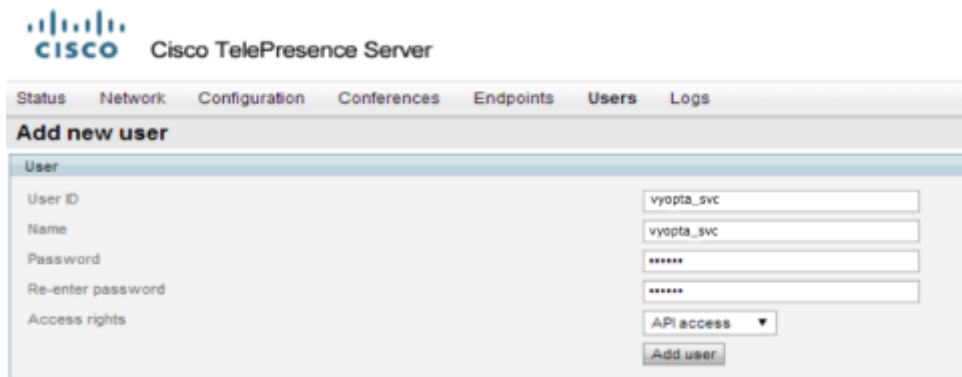 CISCO Cisco TelePresence Server
Status Network Configuration Conferences Endpoints Users Logs
Add new user
User
User ID vyopta_svc
Name vyopta_svc
Password ••••••
Re-enter password ••••••
Access rights API access
Add user